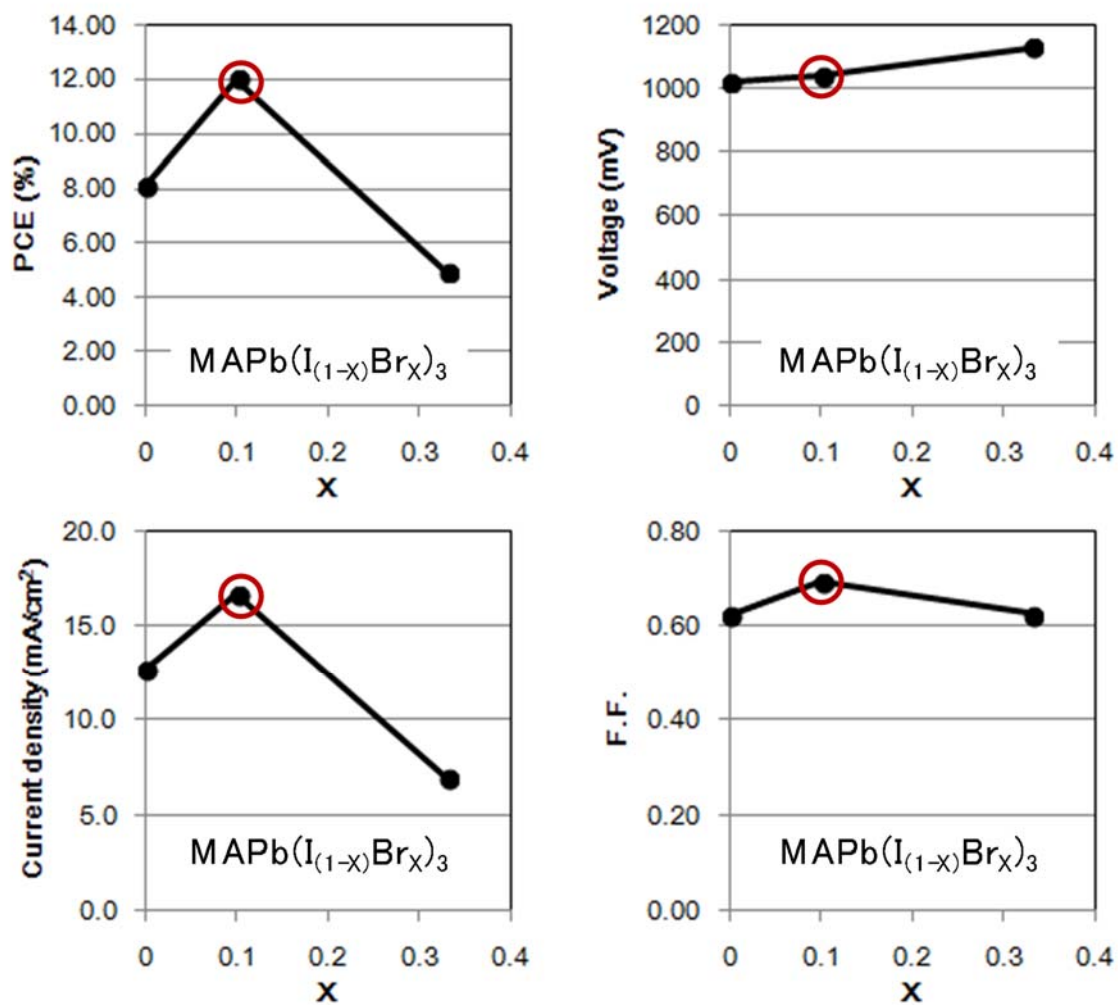 14.00
12.00
10.00
8.00
6.00
4.00
2.00
0.00
PCE (%)
MAPb(I(1-X)BrX)3
0 0.1 0.2 0.3 0.4
X
1200
1000
800
600
400
200
0
Voltage (mV)
MAPb(I(1-X)BrX)3
0 0.1 0.2 0.3 0.4
X
20.0
15.0
10.0
5.0
0.0
Current density (mA/cm²)
MAPb(I(1-X)BrX)3
0 0.1 0.2 0.3 0.4
X
0.80
0.60
0.40
0.20
0.00
F.F.
MAPb(I(1-X)BrX)3
0 0.1 0.2 0.3 0.4
X